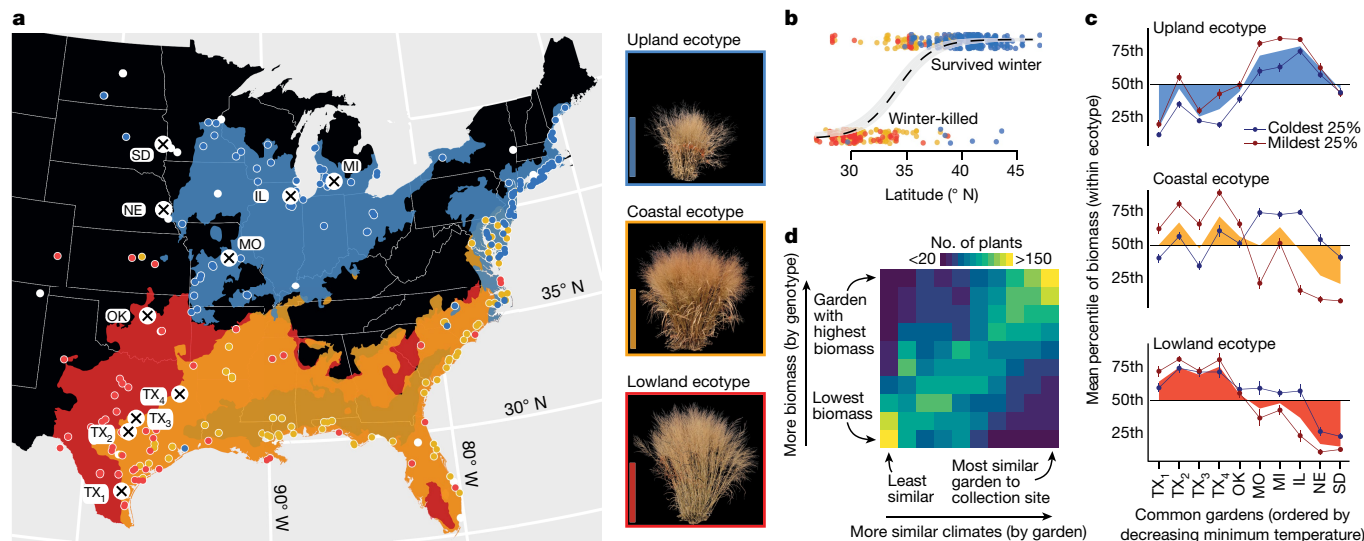 a
SD
MI
IL
NE
MO
OK
TX4
TX3
TX2
TX1
35° N
30° N
80° W
90° W
Upland ecotype
Coastal ecotype
Lowland ecotype
b
Survived winter
Winter-killed
30 35 40 45
Latitude (° N)
d
No. of plants
<20 >150
More biomass (by genotype)
Garden
with
highest
biomass
Lowest
biomass
Least
similar
Most similar
garden to
collection site
More similar climates (by garden)
c
Mean percentile of biomass (within ecotype)
Upland ecotype
75th
50th
25th
Coldest 25%
Mildest 25%
Coastal ecotype
75th
50th
25th
Lowland ecotype
75th
50th
25th
TX1 TX2 TX3 TX4 OK MO MI IL NE SD
Common gardens (ordered by
decreasing minimum temperature)